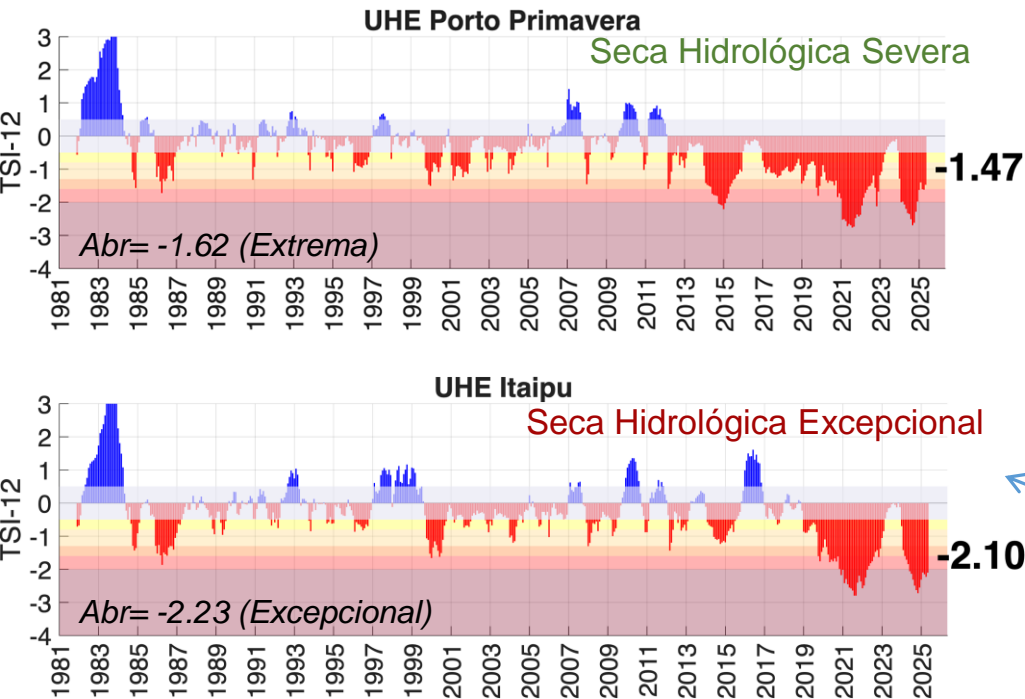 UHE Porto Primavera
Seca Hidrológica Severa
3
2
1
0
-1
-2
-3
-4
TSI-12
-1.47
Abr= -1.62 (Extrema)
1981 1983 1985 1987 1989 1991 1993 1995 1997 1999 2001 2003 2005 2007 2009 2011 2013 2015 2017 2019 2021 2023 2025
UHE Itaipu
Seca Hidrológica Excepcional
3
2
1
0
-1
-2
-3
-4
TSI-12
-2.10
Abr= -2.23 (Excepcional)
1981 1983 1985 1987 1989 1991 1993 1995 1997 1999 2001 2003 2005 2007 2009 2011 2013 2015 2017 2019 2021 2023 2025